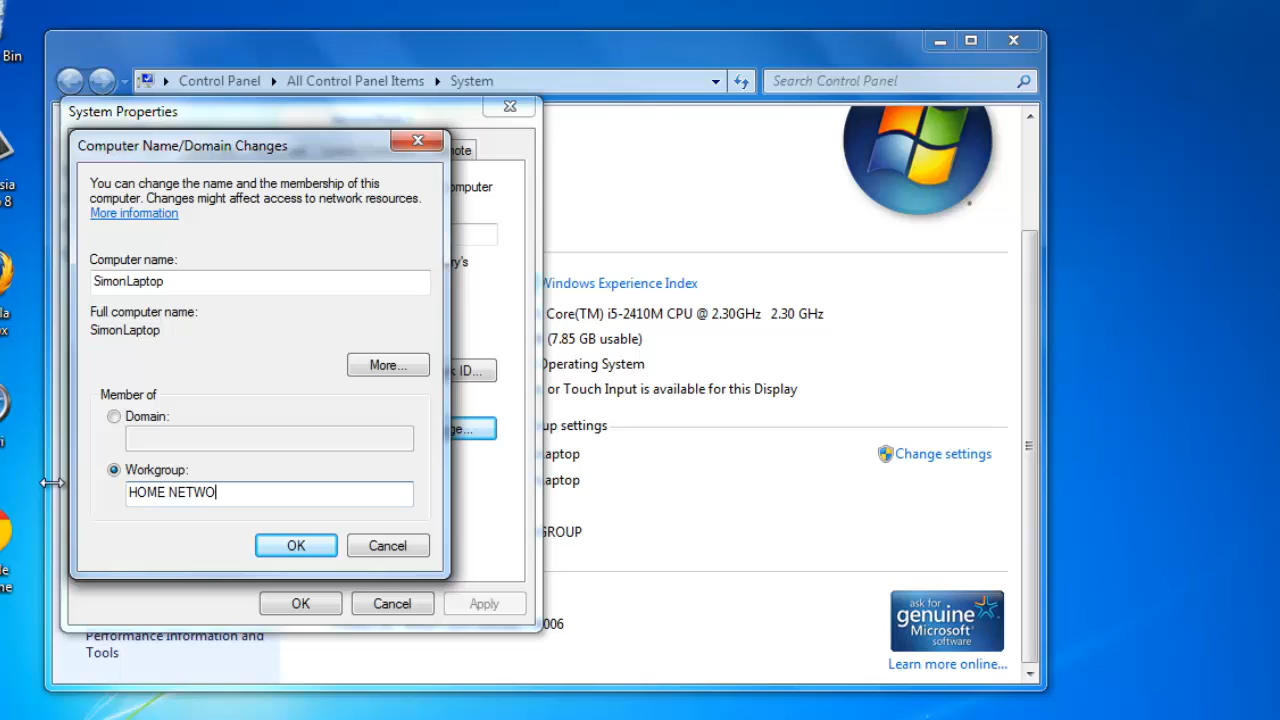 Bin
Control Panel
All Control Panel Items
System
Search Control Panel
System Properties
Computer Name/Domain Changes
You can change the name and the membership of this
computer. Changes might affect access to network resources.
More information
Computer name:
SimonLaptop
Full computer name:
SimonLaptop
More...
Member of
Domain:
Workgroup:
HOME NETWO
OK
Cancel
ID...
OK
Cancel
Apply
Windows Experience Index
Core(TM) i5-2410M CPU @ 2.30GHz 2.30 GHz
(7.85 GB usable)
Operating System
or Touch Input is available for this Display
up settings
Change settings
ask for
genuine
Microsoft
software
Learn more online...
Performance Information and
Tools